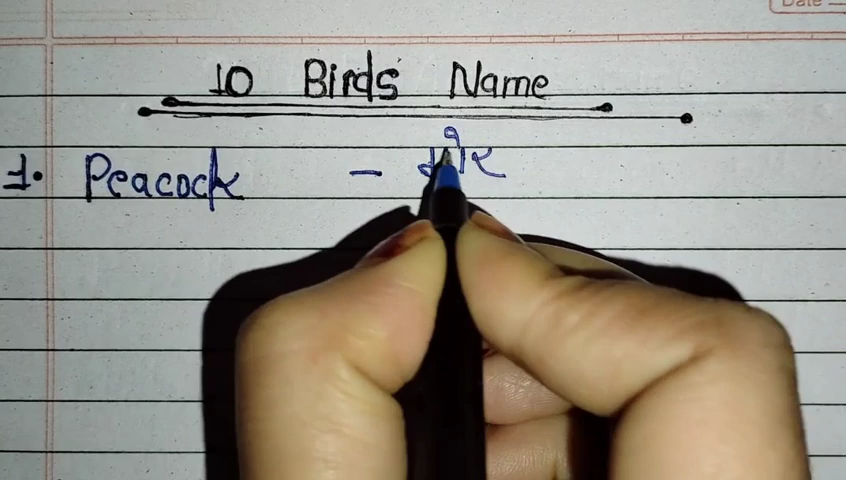 Date
10 Birds Name
1. Peacock - मोर